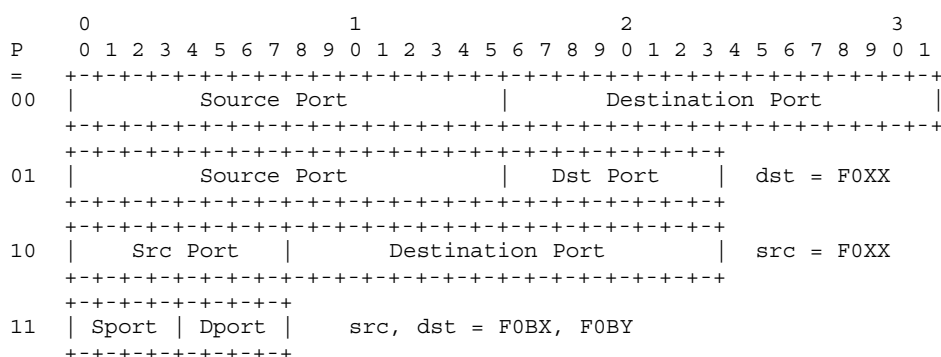 0                   1                   2                   3
P    0 1 2 3 4 5 6 7 8 9 0 1 2 3 4 5 6 7 8 9 0 1 2 3 4 5 6 7 8 9 0 1
=   +-+-+-+-+-+-+-+-+-+-+-+-+-+-+-+-+-+-+-+-+-+-+-+-+-+-+-+-+-+-+-+-+
00  |          Source Port          |       Destination Port        |
    +-+-+-+-+-+-+-+-+-+-+-+-+-+-+-+-+-+-+-+-+-+-+-+-+-+-+-+-+-+-+-+-+
    +-+-+-+-+-+-+-+-+-+-+-+-+-+-+-+-+-+-+-+-+-+-+-+-+
01  |          Source Port          |   Dst Port    |  dst = F0XX
    +-+-+-+-+-+-+-+-+-+-+-+-+-+-+-+-+-+-+-+-+-+-+-+-+
    +-+-+-+-+-+-+-+-+-+-+-+-+-+-+-+-+-+-+-+-+-+-+-+-+
10  |   Src Port    |       Destination Port        |  src = F0XX
    +-+-+-+-+-+-+-+-+-+-+-+-+-+-+-+-+-+-+-+-+-+-+-+-+
    +-+-+-+-+-+-+-+-+
11  | Sport | Dport |    src, dst = F0BX, F0BY
    +-+-+-+-+-+-+-+-+